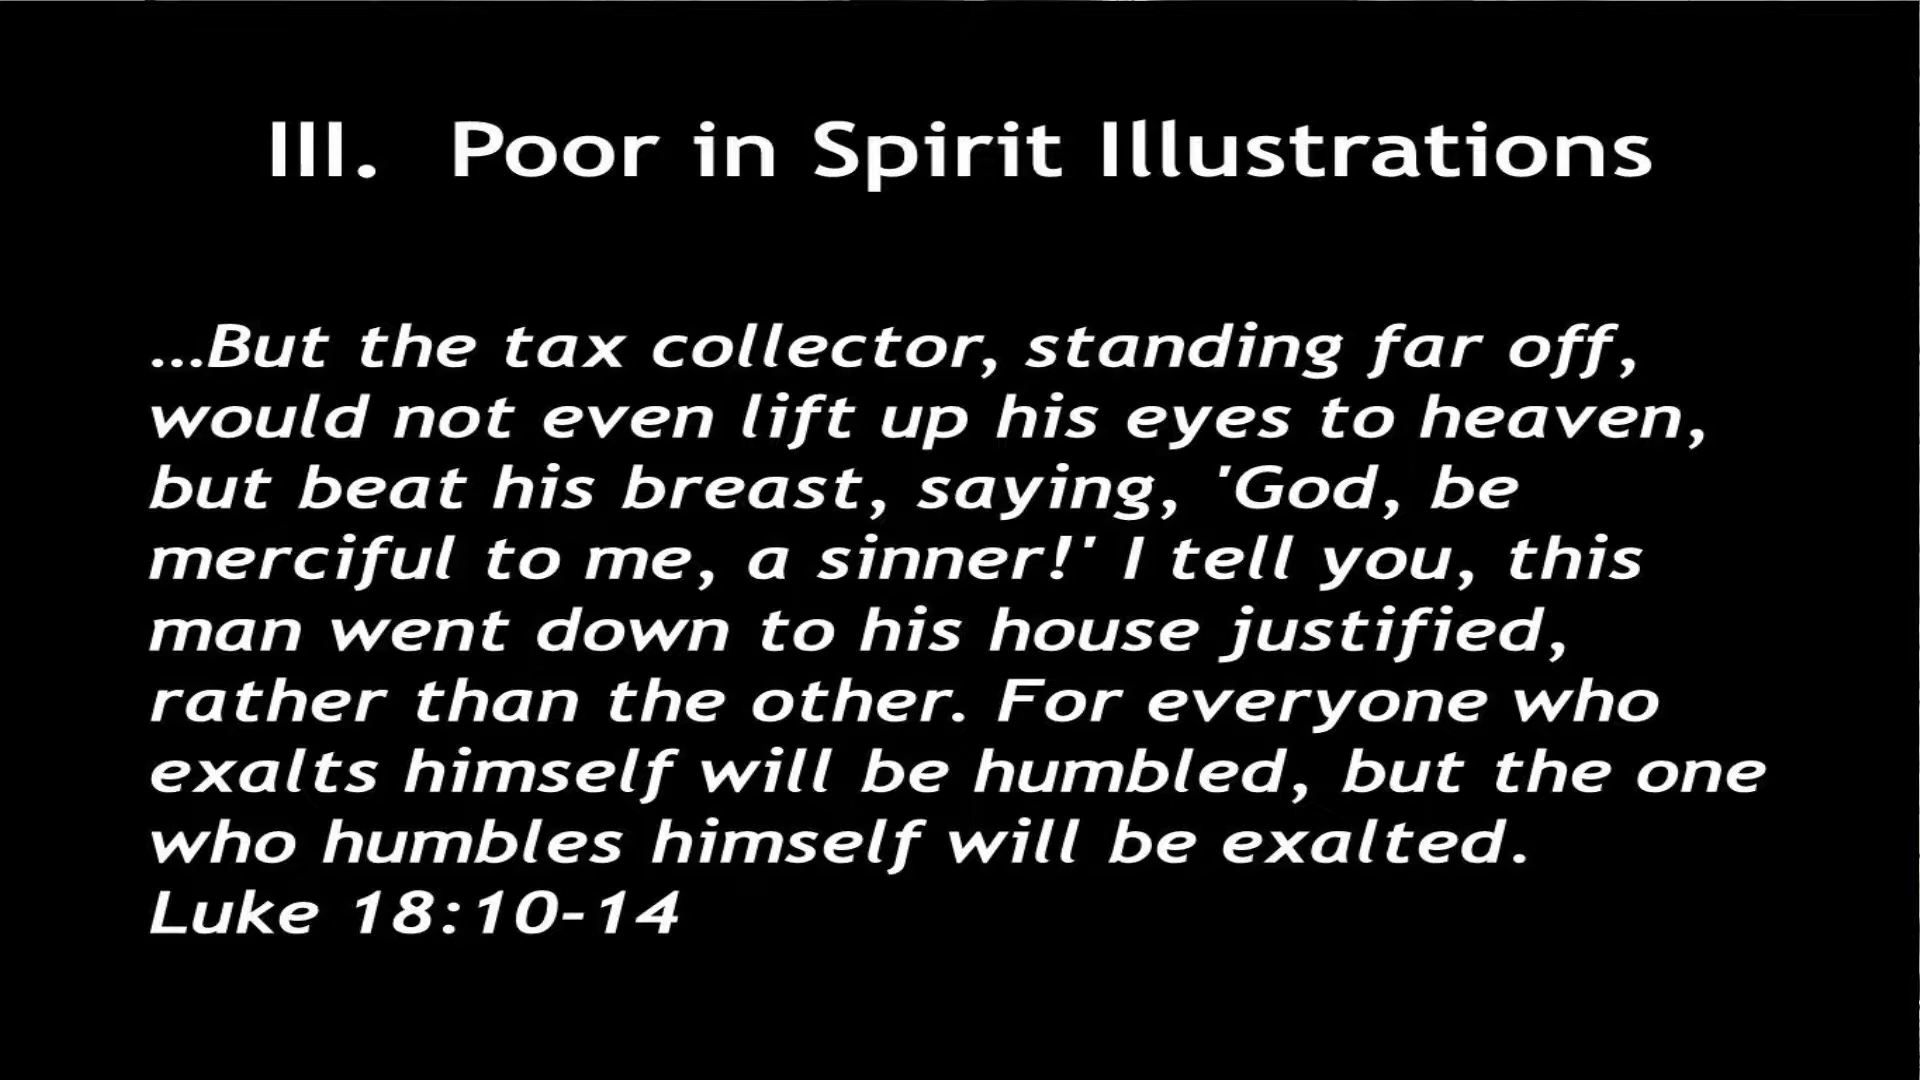 III. Poor in Spirit Illustrations
...But the tax collector, standing far off,
would not even lift up his eyes to heaven,
but beat his breast, saying, 'God, be
merciful to me, a sinner!' I tell you, this
man went down to his house justified,
rather than the other. For everyone who
exalts himself will be humbled, but the one
who humbles himself will be exalted.
Luke 18:10-14